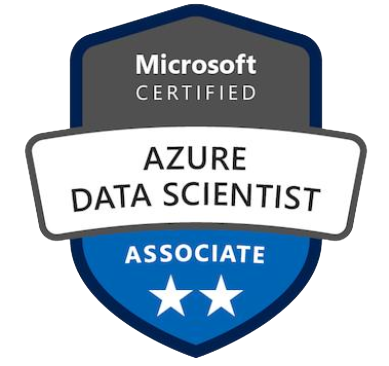 Microsoft
CERTIFIED
AZURE
DATA SCIENTIST
ASSOCIATE